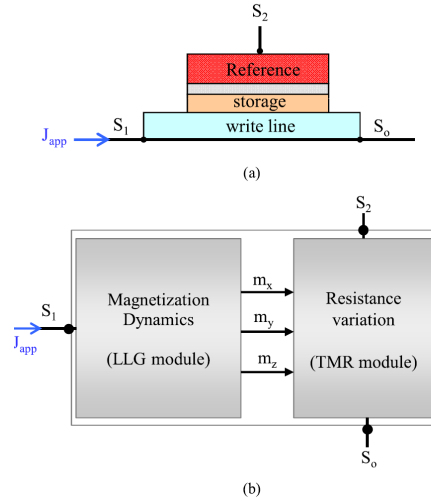 S2
Reference
storage
S1
So
write line
Japp
(a)
S2
mx
Magnetization
Dynamics
Resistance
variation
S1
my
(LLG module)
(TMR module)
mz
Japp
So
(b)